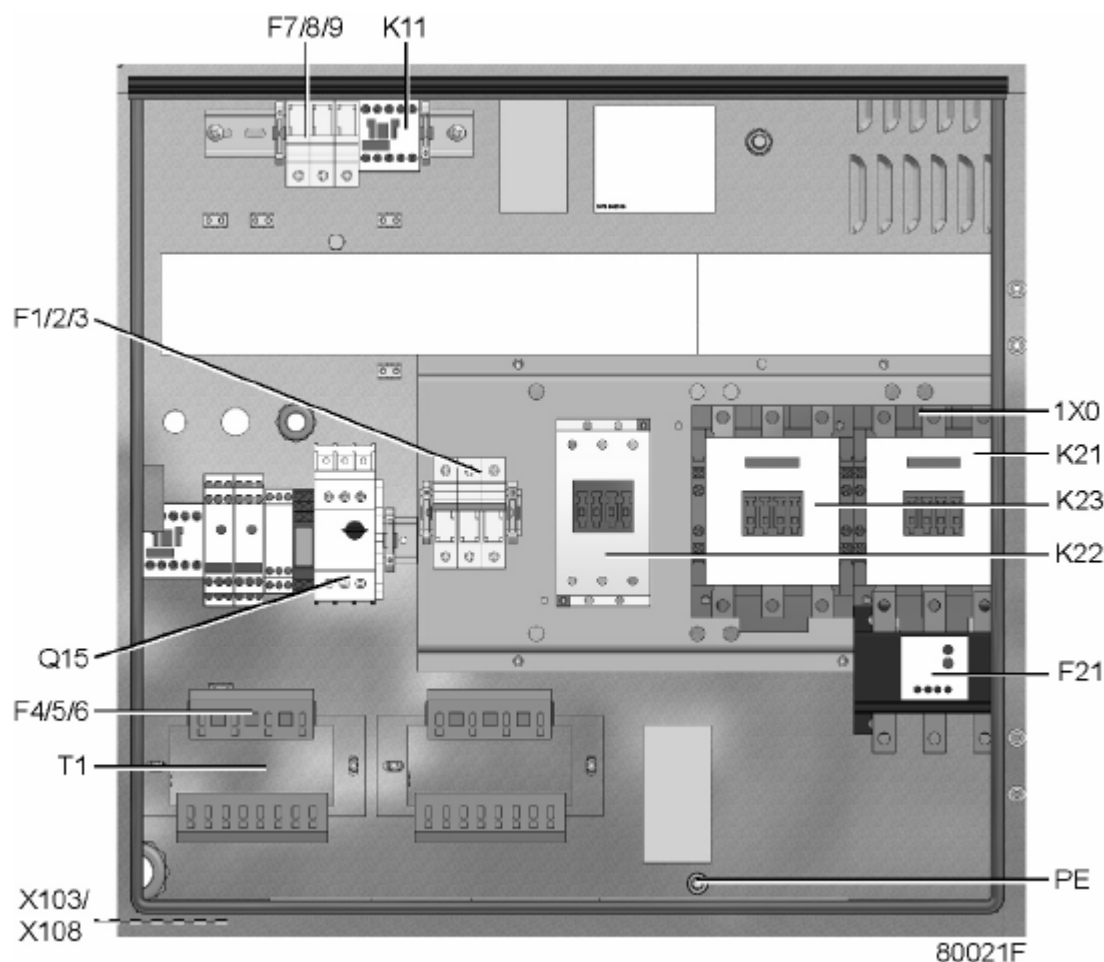 F7/8/9 K11
F1/2/3
1X0
K21
K23
K22
Q15
F21
F4/5/6
T1
PE
X103/
X108
80021F